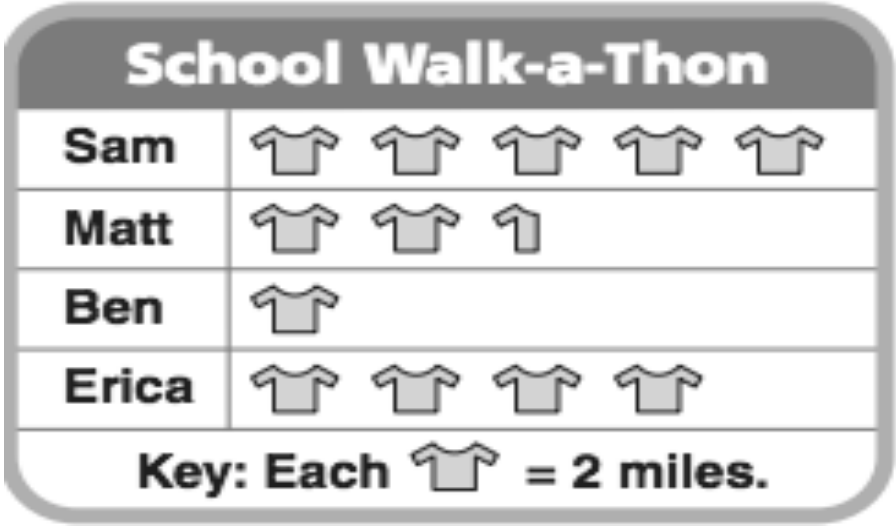 School Walk-a-Thon
Sam
Matt
Ben
Erica
Key: Each = 2 miles.